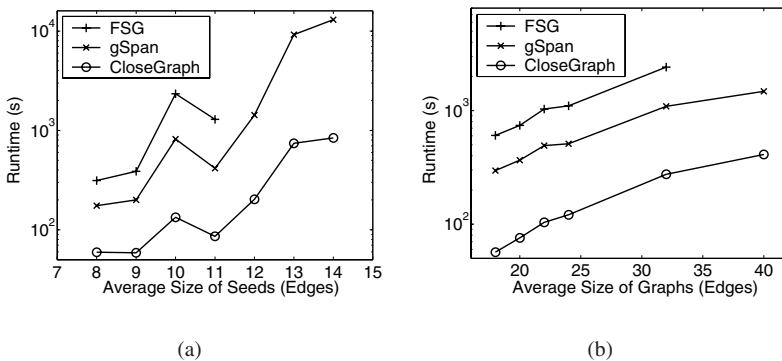 10^4
10^3
10^2
Runtime (s)
FSG
gSpan
CloseGraph
7 8 9 10 11 12 13 14 15
Average Size of Seeds (Edges)
(a)
10^3
10^2
Runtime (s)
FSG
gSpan
CloseGraph
20 25 30 35 40
Average Size of Graphs (Edges)
(b)